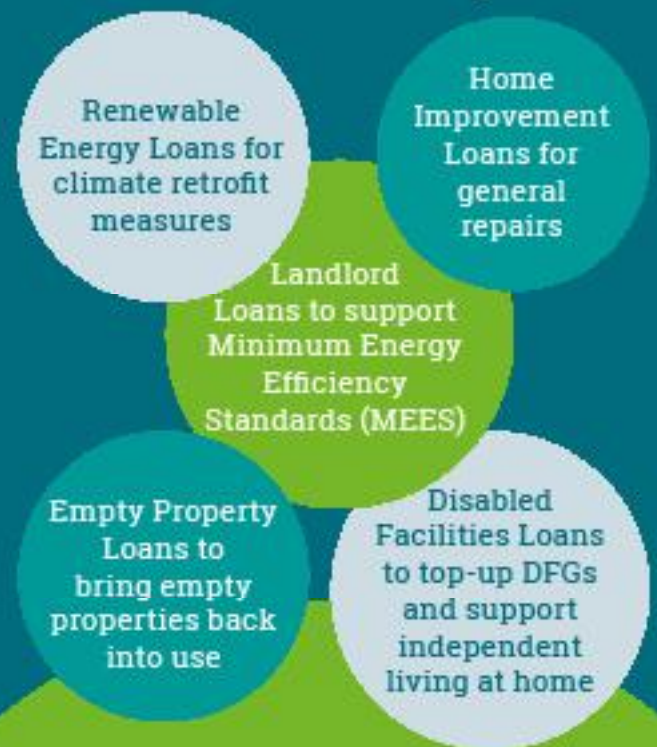 Renewable
Energy Loans for
climate retrofit
measures
Home
Improvement
Loans for
general
repairs
Landlord
Loans to support
Minimum Energy
Efficiency
Standards (MEES)
Empty Property
Loans to
bring empty
properties back
into use
Disabled
Facilities Loans
to top-up DFGs
and support
independent
living at home